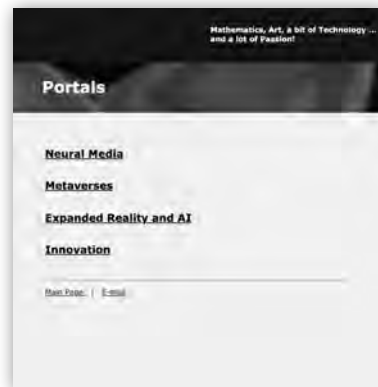 Mathematics, Art, a bit of Technology ...
and a lot of Passion!
Portals
Neural Media
Metaverses
Expanded Reality and AI
Innovation
Main Page | E-mail